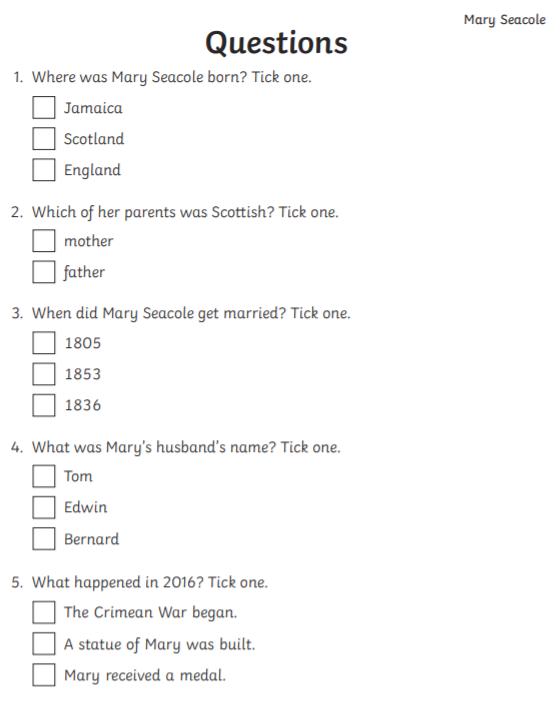 Mary Seacole
Questions
1. Where was Mary Seacole born? Tick one.
Jamaica
Scotland
England
2. Which of her parents was Scottish? Tick one.
mother
father
3. When did Mary Seacole get married? Tick one.
1805
1853
1836
4. What was Mary's husband's name? Tick one.
Tom
Edwin
Bernard
5. What happened in 2016? Tick one.
The Crimean War began.
A statue of Mary was built.
Mary received a medal.